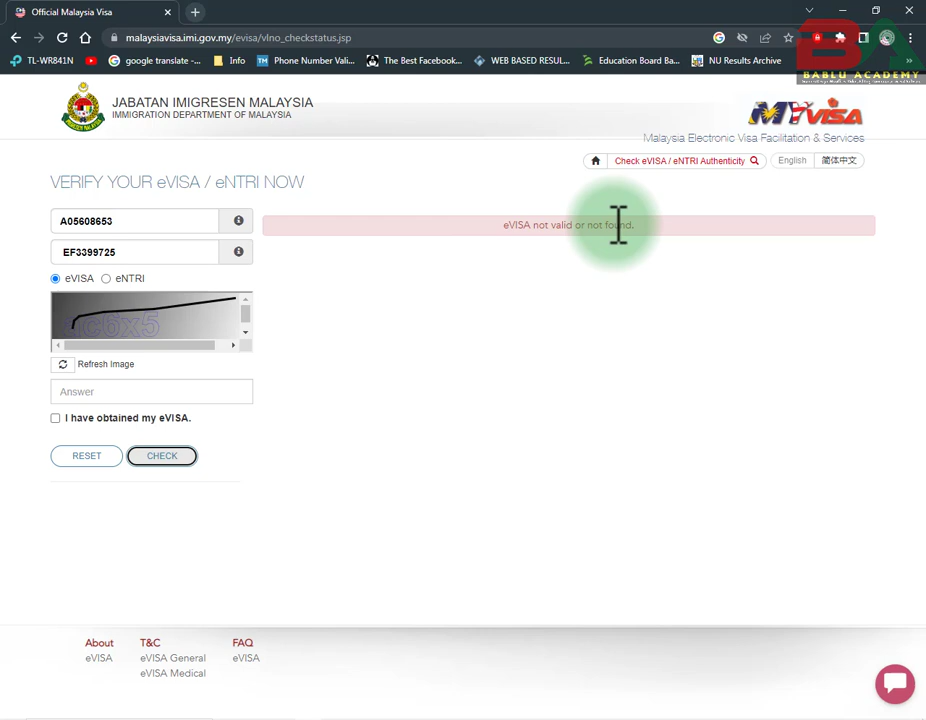 Official Malaysia Visa
malaysiavisa.imi.gov.my/evisa/vlno_checkstatus.jsp
TL-WR841N
google translate -...
Info
TM Phone Number Vali...
The Best Facebook...
WEB BASED RESUL...
Education Board Ba...
NU Results Archive
»
BA
BABLU ACADEMY
JABATAN IMIGRESEN MALAYSIA
IMMIGRATION DEPARTMENT OF MALAYSIA
MYVISA
Malaysia Electronic Visa Facilitation & Services
Check eVISA / eNTRI Authenticity
English
简体中文
VERIFY YOUR eVISA / eNTRI NOW
A05608653
eVISA not valid or not found.
EF3399725
eVISA
eNTRI
ac6x5
Refresh Image
Answer
I have obtained my eVISA.
RESET
CHECK
About
T&C
FAQ
eVISA
eVISA General
eVISA
eVISA Medical